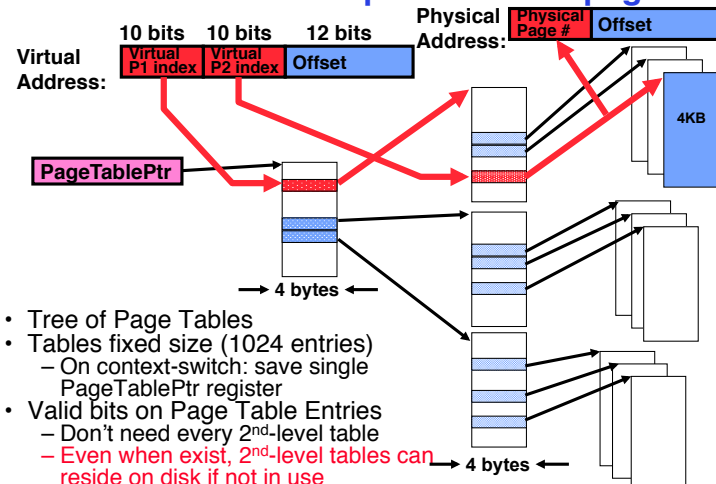 Physical Address:
Physical Page #
Offset
10 bits 10 bits 12 bits
Virtual Address:
Virtual P1 index
Virtual P2 index
Offset
4KB
PageTablePtr
4 bytes
• Tree of Page Tables
• Tables fixed size (1024 entries)
– On context-switch: save single
PageTablePtr register
• Valid bits on Page Table Entries
– Don't need every 2nd-level table
– Even when exist, 2nd-level tables can
reside on disk if not in use
4 bytes